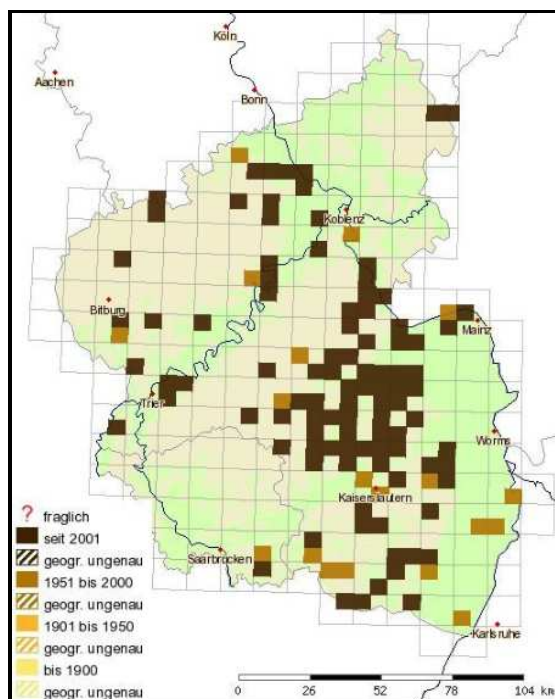 Köln
Aachen
Bonn
Koblenz
Bitburg
Mainz
Trier
Worms
Kaiserslautern
? fraglich
seit 2001
geogr. ungenau
Saarbrücken
1951 bis 2000
geogr. ungenau
1901 bis 1950
geogr. ungenau
Karlsruhe
bis 1900
geogr. ungenau
0 26 52 78 104 km